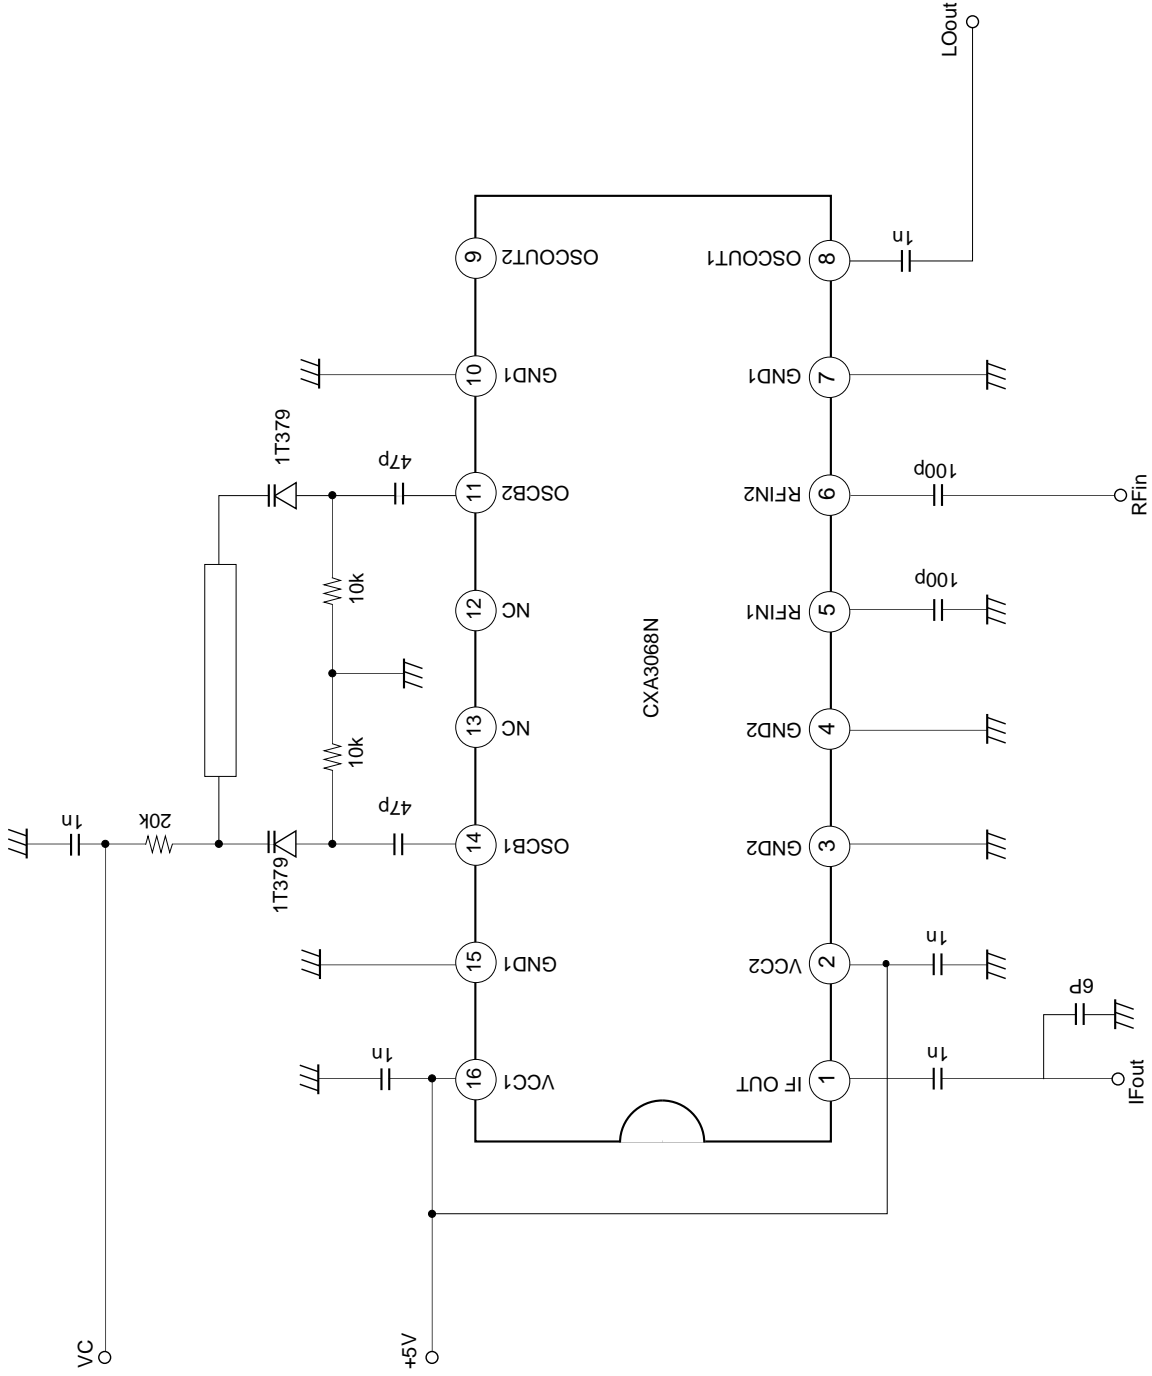 LOout
9
OSCOUT2
OSCOUT1
8
1n
10
GND1
GND1
7
1T379
47p
11
OSCB2
RFIN2
6
100p
RFin
10k
12
NC
RFIN1
5
100p
CXA3068N
10k
13
NC
GND2
4
1n
20k
1T379
47p
14
OSCB1
GND2
3
15
GND1
VCC2
2
1n
6P
1n
16
VCC1
IF OUT
1
1n
IFout
VC
+5V